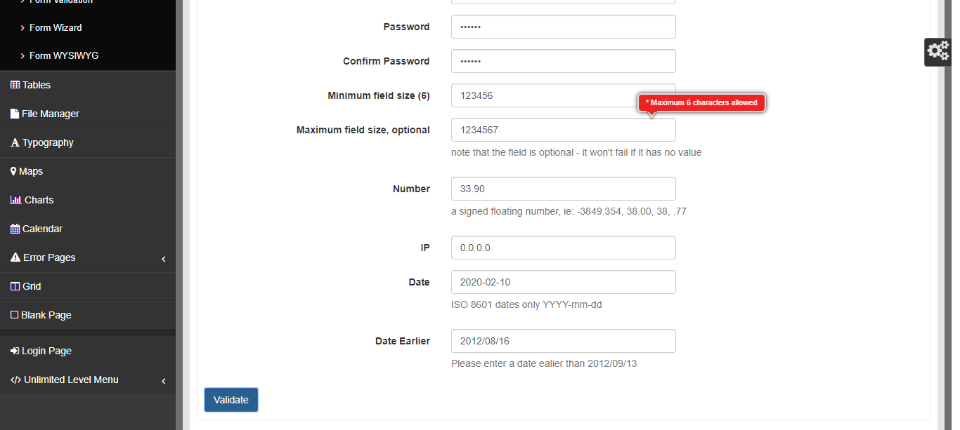 Form Validation
Form Wizard
Form WYSIWYG
Tables
File Manager
Typography
Maps
Charts
Calendar
Error Pages
Grid
Blank Page
Login Page
Unlimited Level Menu
Password ••••••
Confirm Password ••••••
Minimum field size (6) 123456
* Maximum 6 characters allowed
Maximum field size, optional 1234567
note that the field is optional - it won't fail if it has no value
Number 33.90
a signed floating number, ie: -3849.354, 38.00, 38, .77
IP 0.0.0.0
Date 2020-02-10
ISO 8601 dates only YYYY-mm-dd
Date Earlier 2012/08/16
Please enter a date ealier than 2012/09/13
Validate